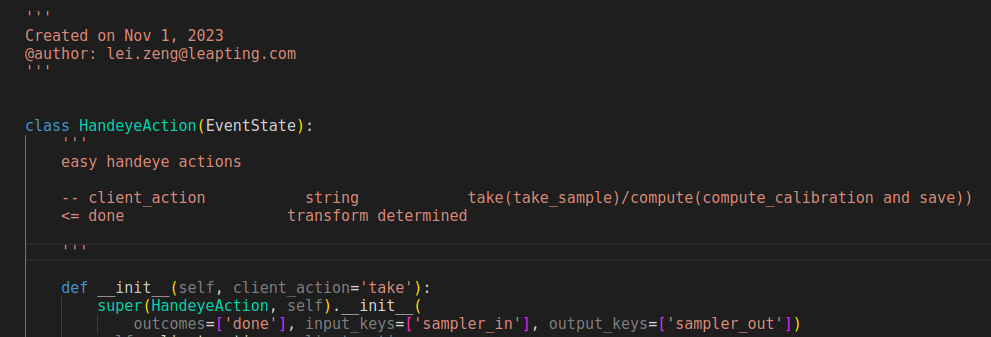 '''
Created on Nov 1, 2023
@author: lei.zeng@leapting.com
'''
class HandeyeAction(EventState):
    '''
    easy handeye actions
    -- client_action           string            take(take_sample)/compute(compute_calibration and save))
    <= done                  transform determined
    '''
    def __init__(self, client_action='take'):
        super(HandeyeAction, self).__init__(
            outcomes=['done'], input_keys=['sampler_in'], output_keys=['sampler_out'])